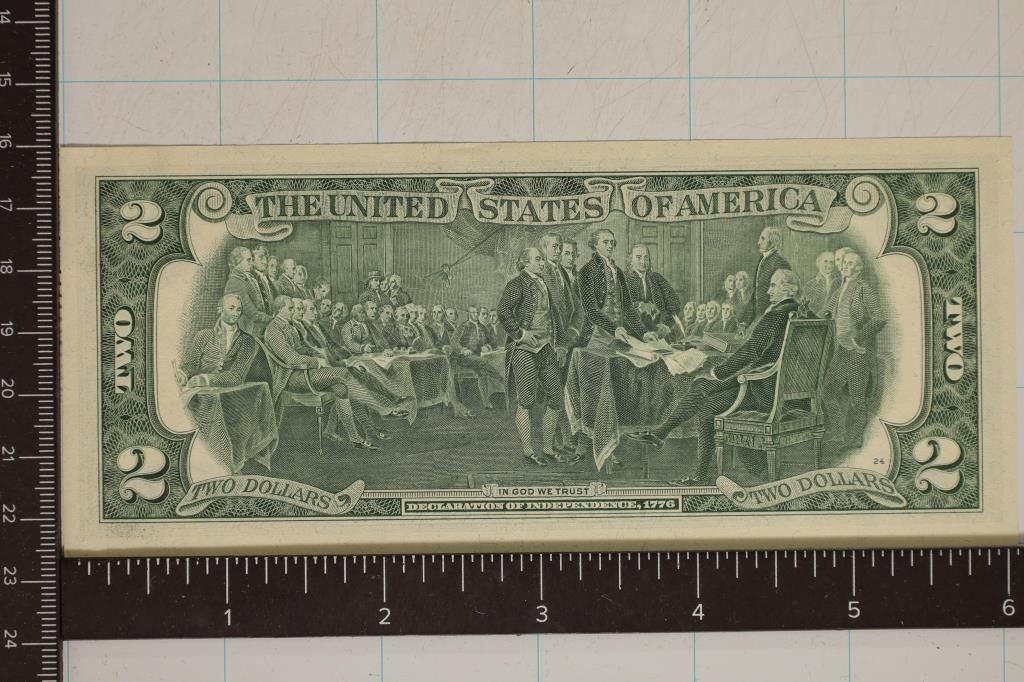 14
15
16
17
18
19
20
21
22
23
24
THE UNITED STATES OF AMERICA
2
2
TWO
TWO
2
2
24
TWO DOLLARS
TWO DOLLARS
IN GOD WE TRUST
DECLARATION OF INDEPENDENCE, 1776
1 2 3 4 5 6